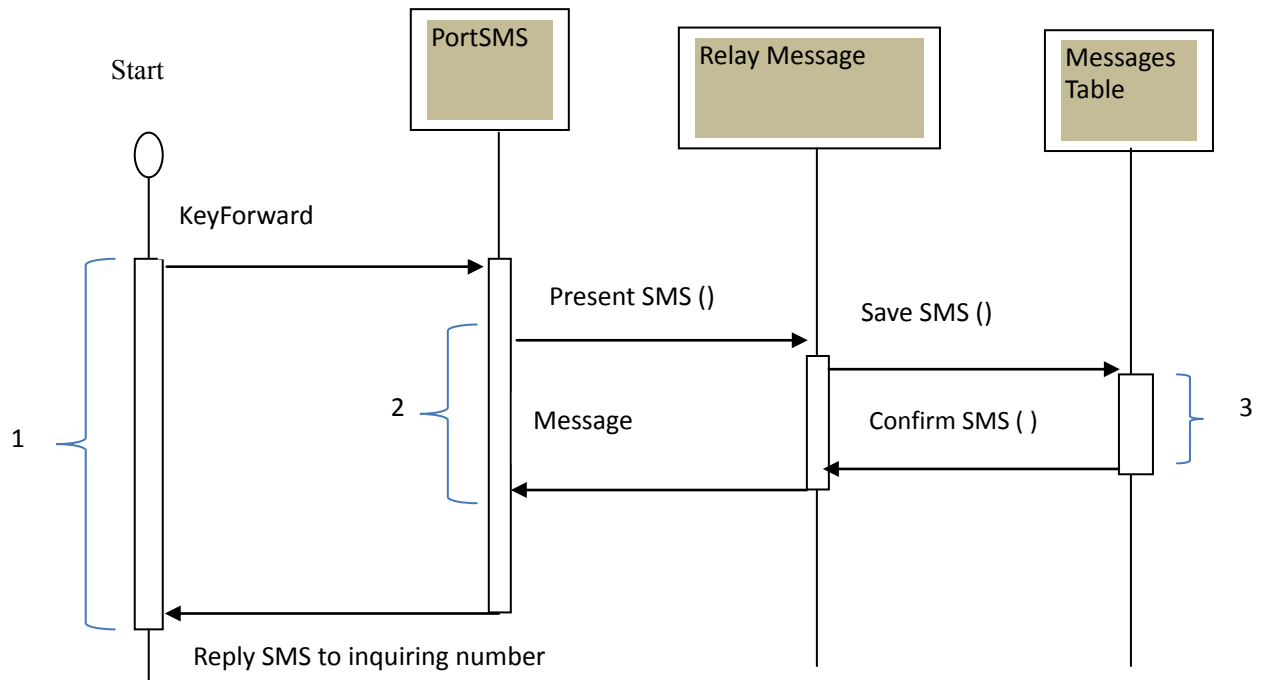 PortSMS
Relay Message
Messages
Table
Start
KeyForward
Present SMS ()
Save SMS ()
2
Message
Confirm SMS ( )
3
1
Reply SMS to inquiring number